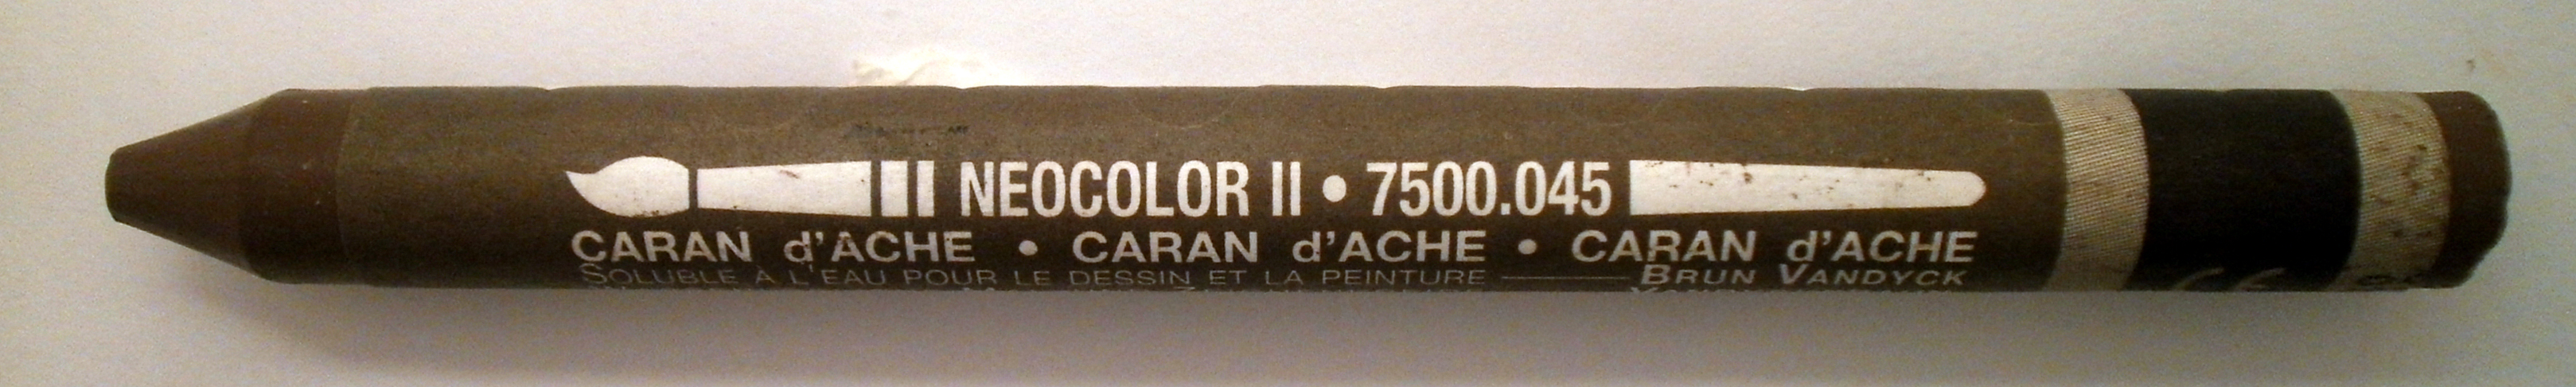 NEOCOLOR II • 7500.045
CARAN d'ACHE • CARAN d'ACHE • CARAN d'ACHE
SOLUBLE À L'EAU POUR LE DESSIN ET LA PEINTURE BRUN VANDYCK
CE